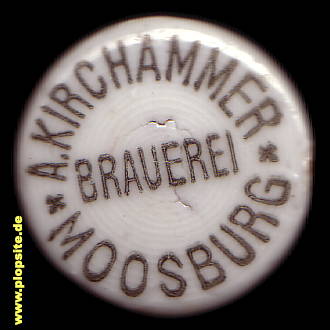 A. KIRCHAMMER
BRAUEREI
* MOOSBURG *
© www.plopsite.de